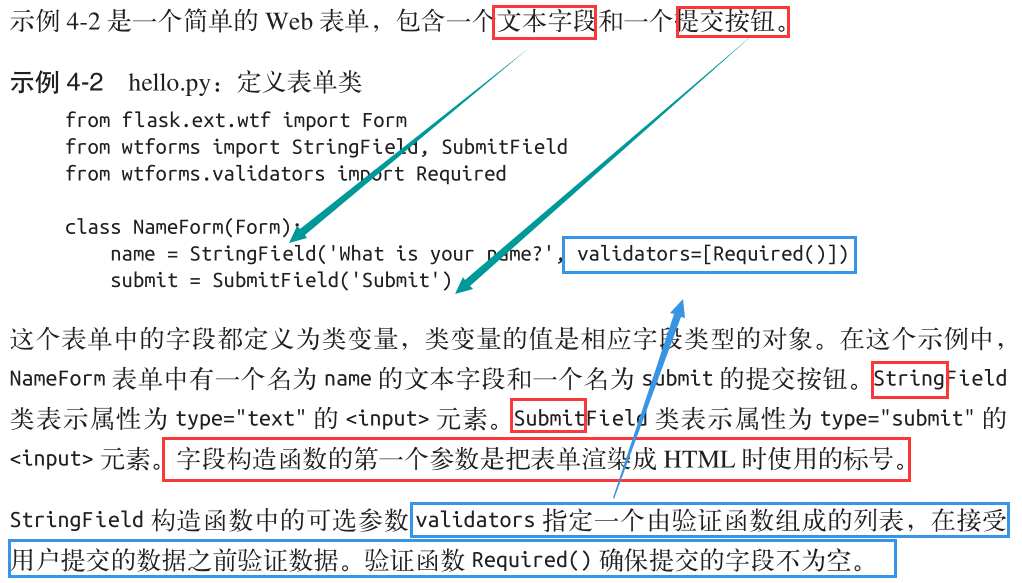 示例 4-2 是一个简单的 Web 表单，包含一个文本字段和一个提交按钮。
示例 4-2 hello.py：定义表单类
from flask.ext.wtf import Form
from wtforms import StringField, SubmitField
from wtforms.validators import Required
class NameForm(Form):
name = StringField('What is your name?', validators=[Required()])
submit = SubmitField('Submit')
这个表单中的字段都定义为类变量，类变量的值是相应字段类型的对象。在这个示例中，
NameForm 表单中有一个名为 name 的文本字段和一个名为 submit 的提交按钮。StringField
类表示属性为 type="text" 的 <input> 元素。SubmitField 类表示属性为 type="submit" 的
<input> 元素。字段构造函数的第一个参数是把表单渲染成 HTML 时使用的标号。
StringField 构造函数中的可选参数 validators 指定一个由验证函数组成的列表，在接受
用户提交的数据之前验证数据。验证函数 Required() 确保提交的字段不为空。